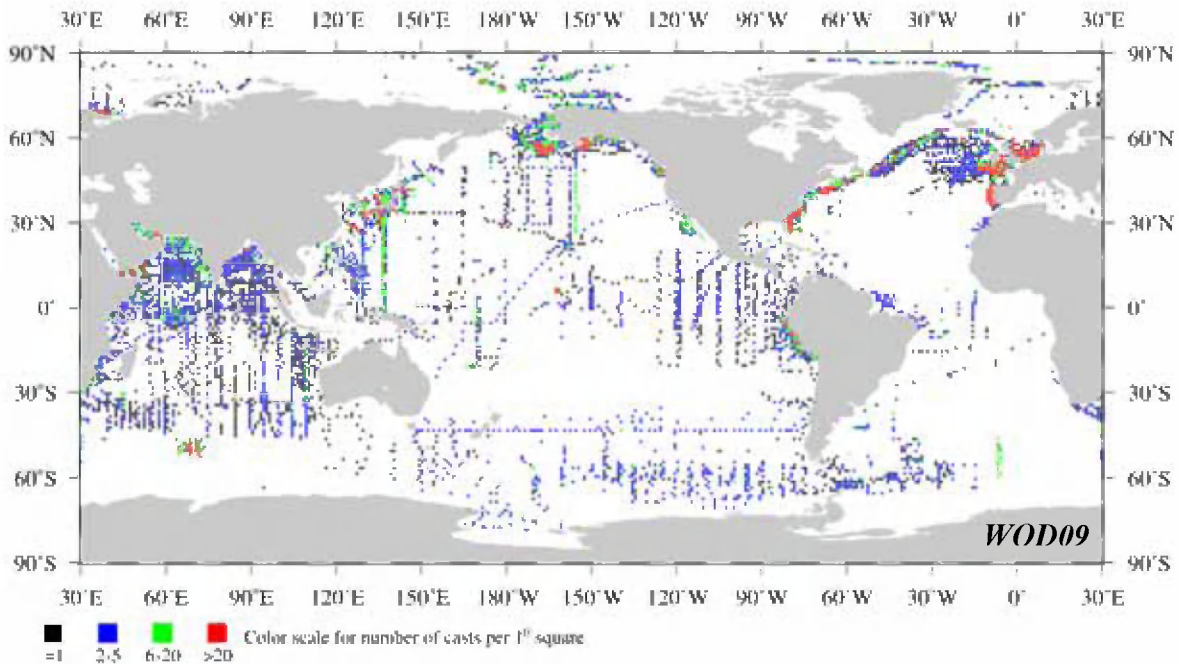 30°E 60°E 90°E 120°E 150°E 180°W 150°W 120°W 90°W 60°W 30°W 0° 30°E
90°N 90°N
60°N 60°N
30°N 30°N
0° 0°
30°S 30°S
60°S 60°S
WOD09
90°S 90°S
30°E 60°E 90°E 120°E 150°E 180°W 150°W 120°W 90°W 60°W 30°W 0° 30°E
Color scale for number of casts per 1° square
=1 2-5 6-20 >20